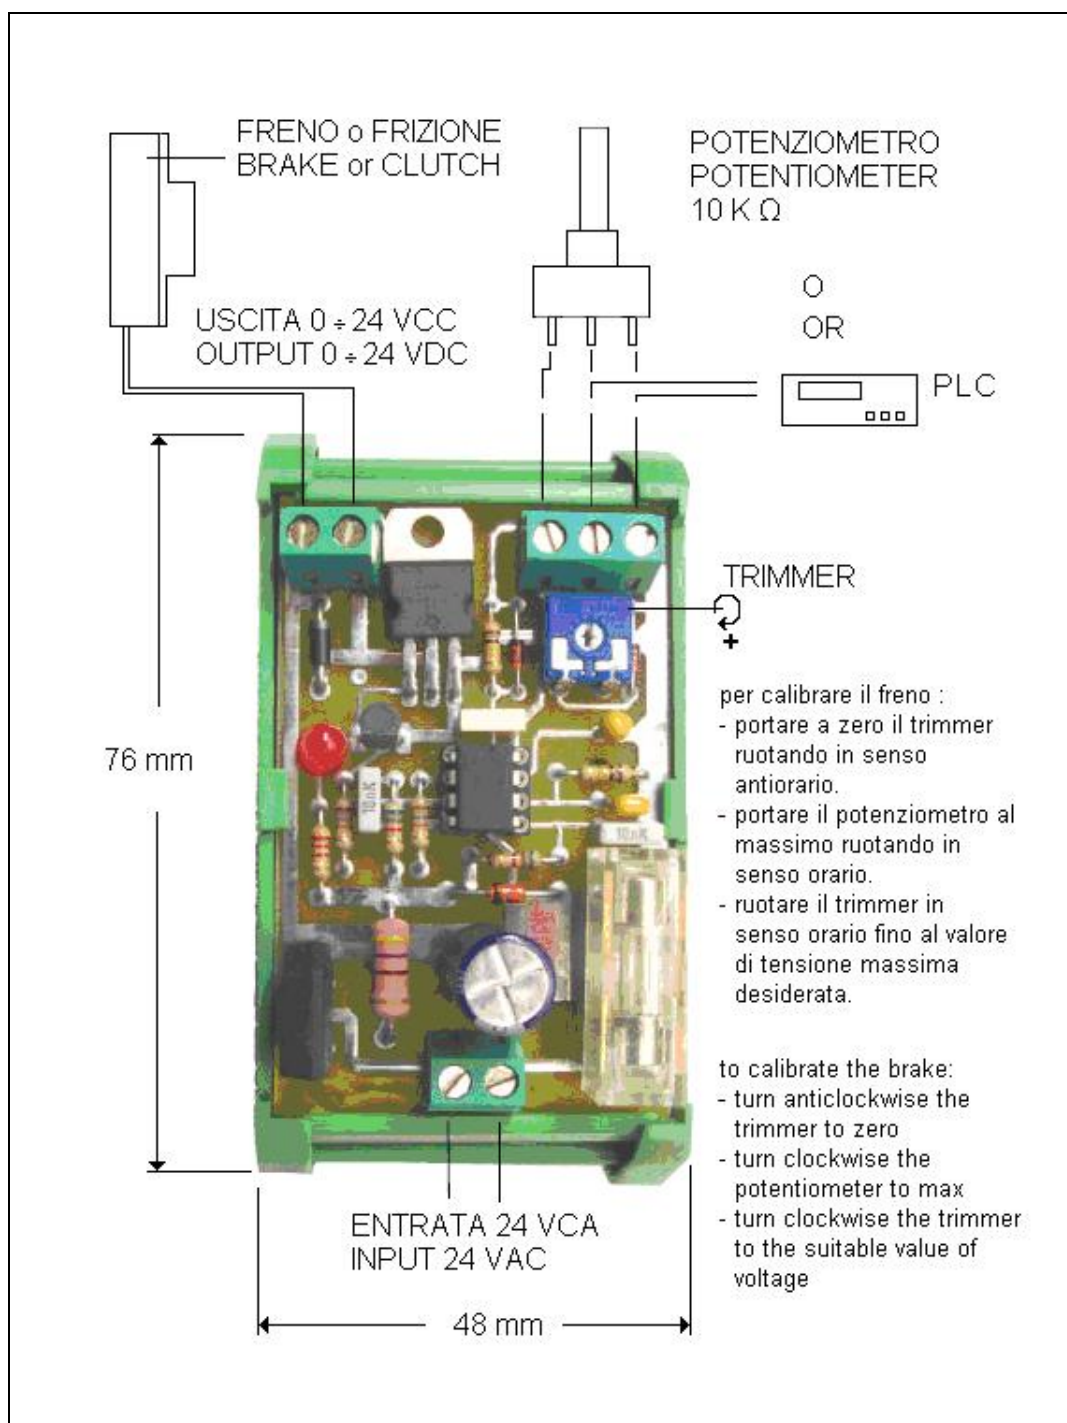 FRENO o FRIZIONE
BRAKE or CLUTCH
POTENZIOMETRO
POTENTIOMETER
10 K Ω
O
OR
USCITA 0 ÷ 24 VCC
OUTPUT 0 ÷ 24 VDC
PLC
TRIMMER
+
76 mm
10nK
10nK
per calibrare il freno :
- portare a zero il trimmer
ruotando in senso
antiorario.
- portare il potenziometro al
massimo ruotando in
senso orario.
- ruotare il trimmer in
senso orario fino al valore
di tensione massima
desiderata.
to calibrate the brake:
- turn anticlockwise the
trimmer to zero
- turn clockwise the
potentiometer to max
- turn clockwise the trimmer
to the suitable value of
voltage
ENTRATA 24 VCA
INPUT 24 VAC
48 mm